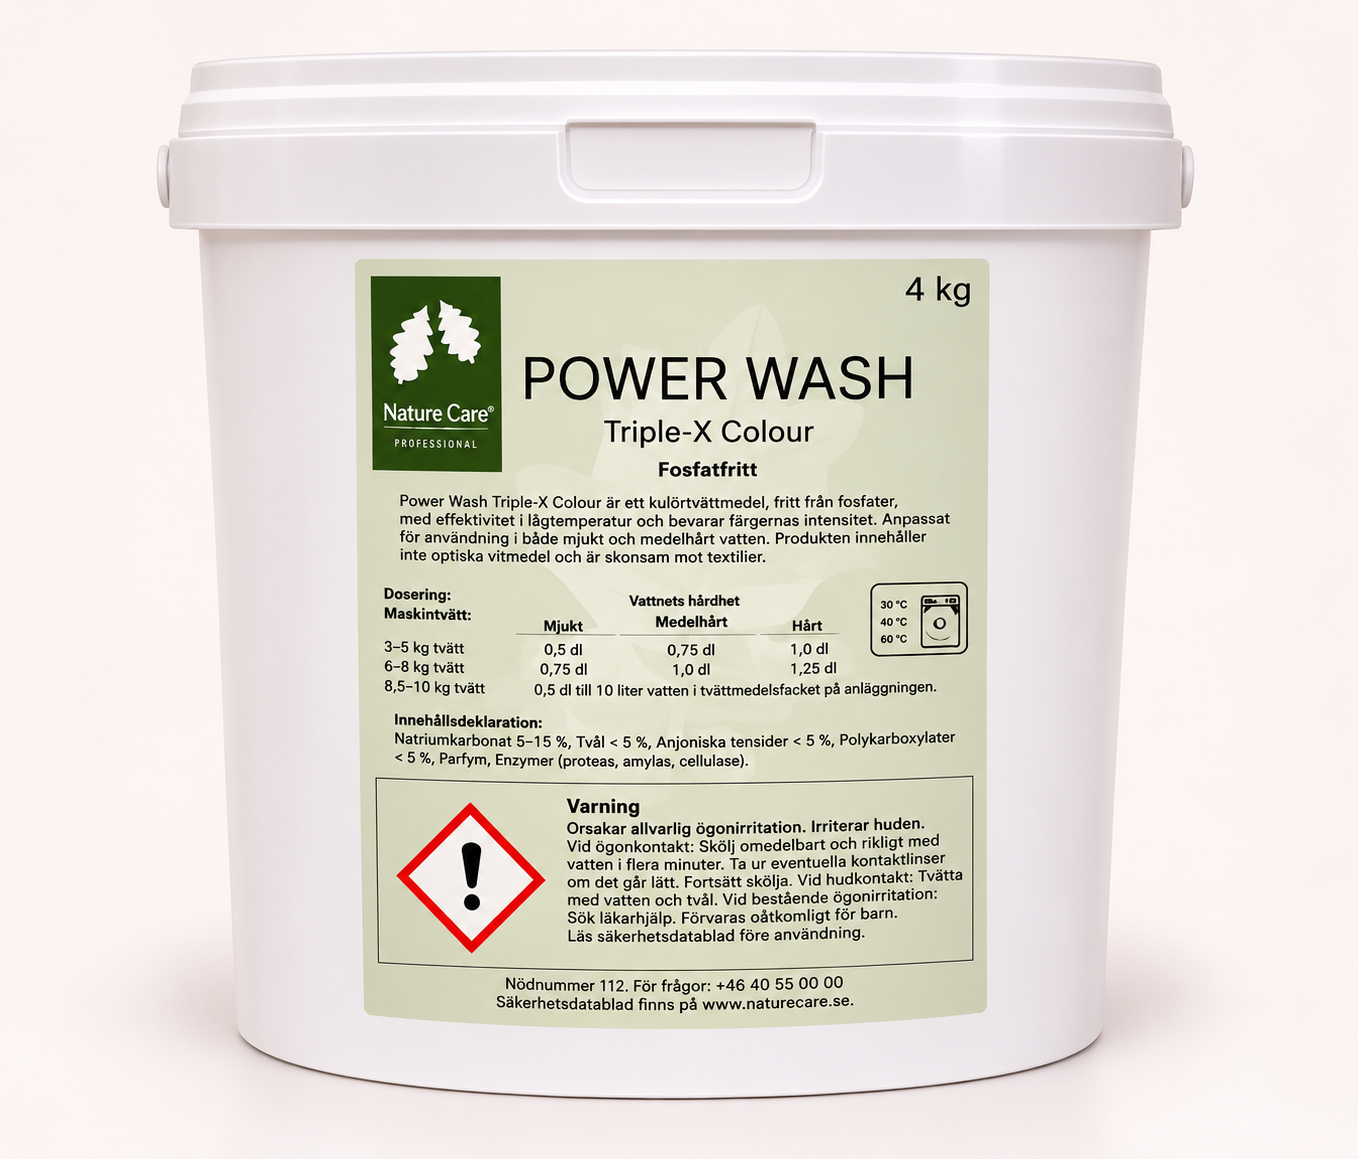 4 kg
Nature Care®
PROFESSIONAL
POWER WASH
Triple-X Colour
Fosfatfritt
Power Wash Triple-X Colour är ett kulörtvättmedel, fritt från fosfater,
med effektivitet i lågtemperatur och bevarar färgernas intensitet. Anpassat
för användning i både mjukt och medelhårt vatten. Produkten innehåller
inte optiska vitmedel och är skonsam mot textilier.
Dosering:
Maskintvätt:
Vattnets hårdhet
Mjukt Medelhårt Hårt
3–5 kg tvätt 0,5 dl 0,75 dl 1,0 dl
6–8 kg tvätt 0,75 dl 1,0 dl 1,25 dl
8,5–10 kg tvätt 0,5 dl till 10 liter vatten i tvättmedelsfacket på anläggningen.
30 °C
40 °C
60 °C
Innehållsdeklaration:
Natriumkarbonat 5–15 %, Tvål < 5 %, Anjoniska tensider < 5 %, Polykarboxylater
< 5 %, Parfym, Enzymer (proteas, amylas, cellulase).
Varning
Orsakar allvarlig ögonirritation. Irriterar huden.
Vid ögonkontakt: Skölj omedelbart och rikligt med
vatten i flera minuter. Ta ur eventuella kontaktlinser
om det går lätt. Fortsätt skölja. Vid hudkontakt: Tvätta
med vatten och tvål. Vid bestående ögonirritation:
Sök läkarhjälp. Förvaras oåtkomligt för barn.
Läs säkerhetsdatablad före användning.
Nödnummer 112. För frågor: +46 40 55 00 00
Säkerhetsdatablad finns på www.naturecare.se.